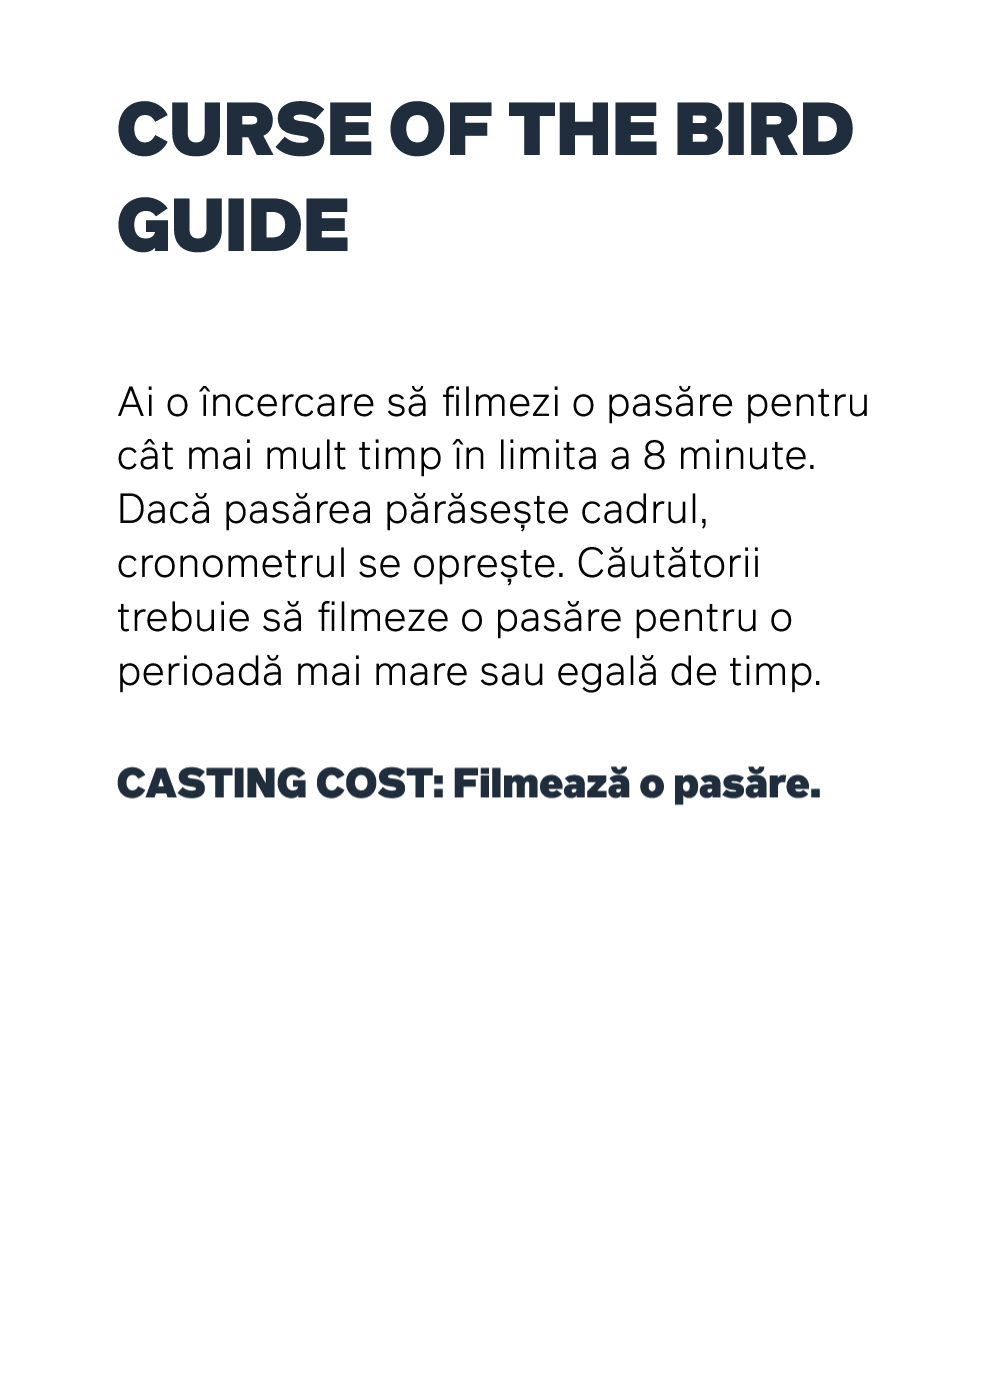 CURSE OF THE BIRD
GUIDE
Ai o încercare să filmezi o pasăre pentru
cât mai mult timp în limita a 8 minute.
Dacă pasărea părăsește cadrul,
cronometrul se oprește. Căutătorii
trebuie să filmeze o pasăre pentru o
perioadă mai mare sau egală de timp.
CASTING COST: Filmează o pasăre.